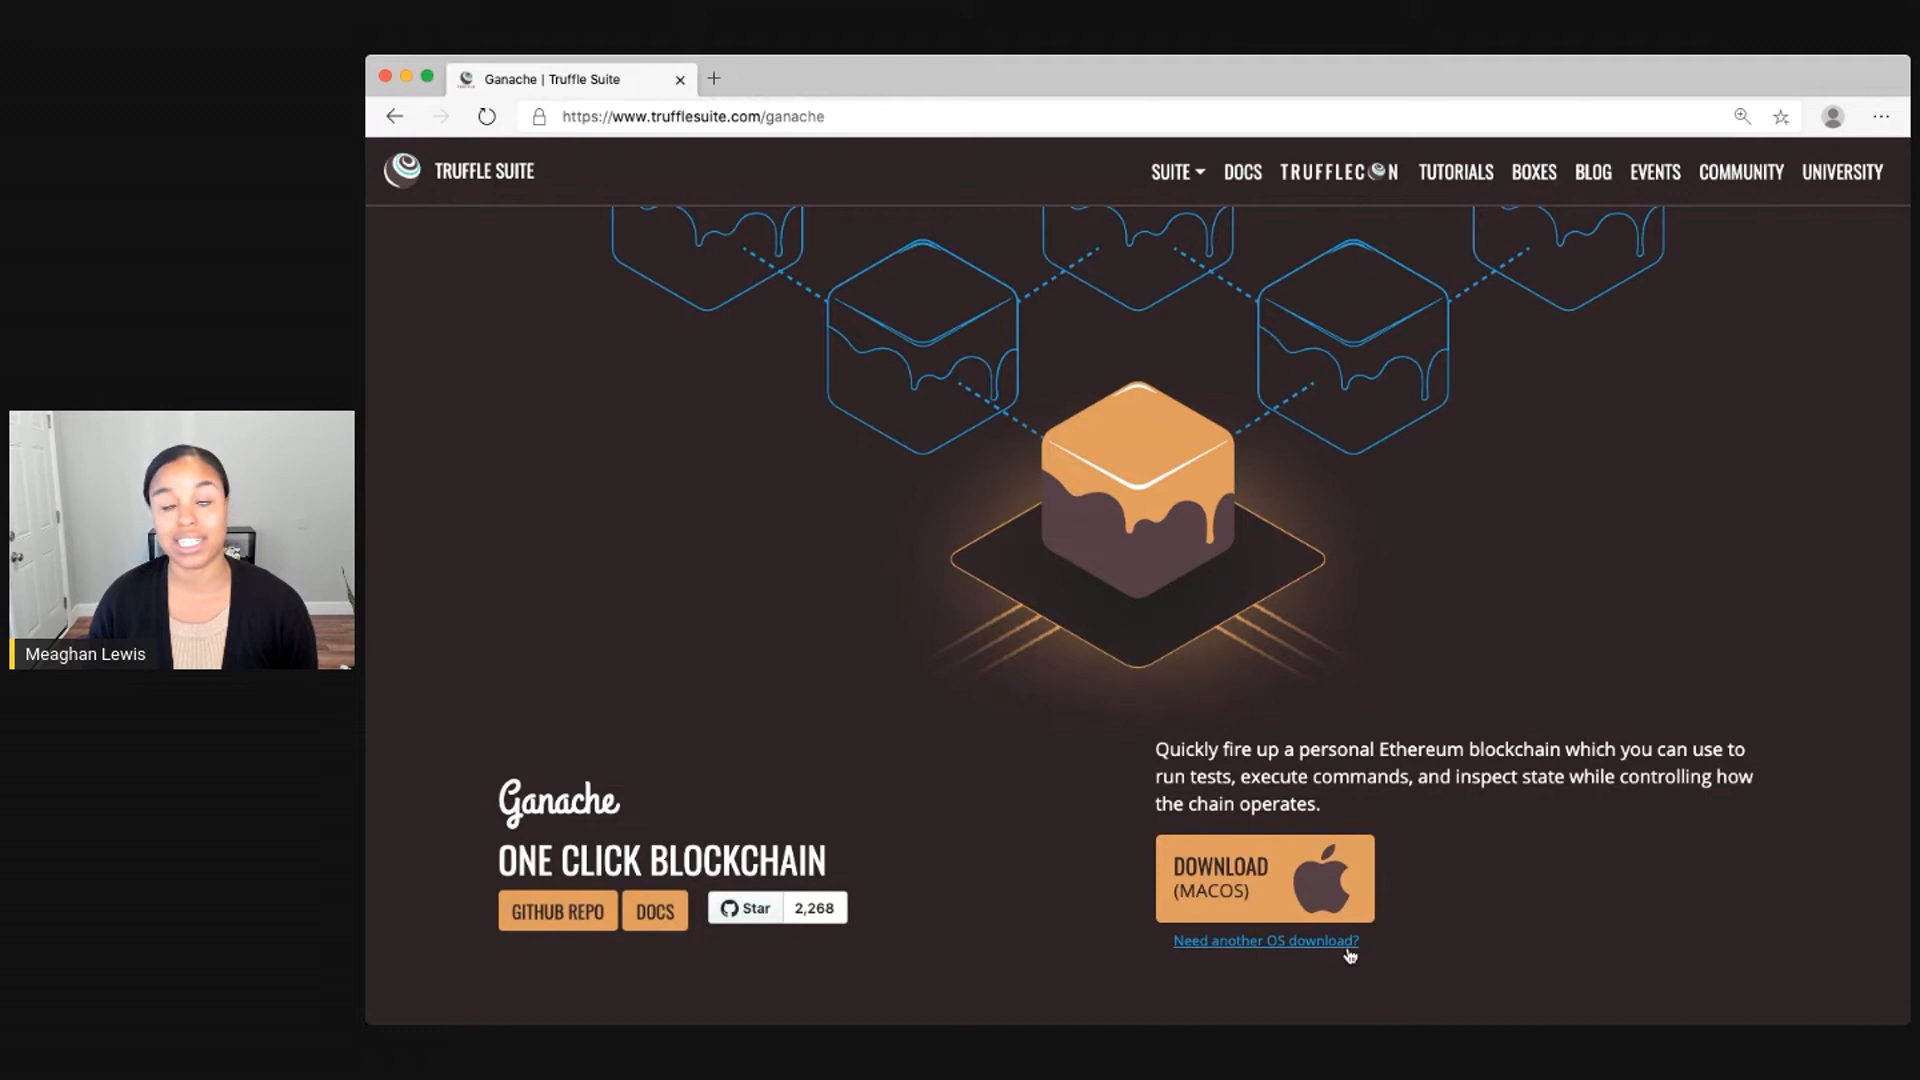 Ganache | Truffle Suite
https://www.trufflesuite.com/ganache
TRUFFLE SUITE
SUITE DOCS TRUFFLECON TUTORIALS BOXES BLOG EVENTS COMMUNITY UNIVERSITY
Meaghan Lewis
Quickly fire up a personal Ethereum blockchain which you can use to
run tests, execute commands, and inspect state while controlling how
the chain operates.
Ganache
ONE CLICK BLOCKCHAIN
GITHUB REPO DOCS Star 2,268
DOWNLOAD
(MACOS)
Need another OS download?